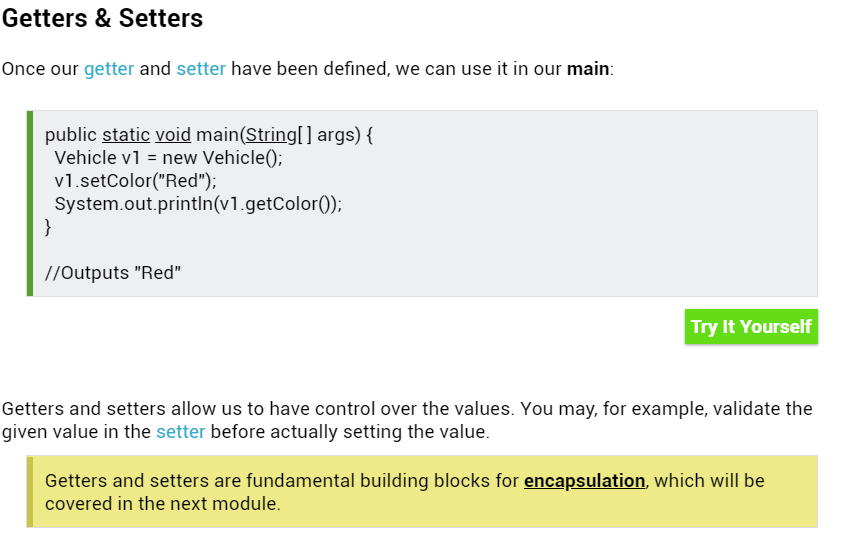 Getters & Setters
Once our getter and setter have been defined, we can use it in our main:
public static void main(String[ ] args) {
Vehicle v1 = new Vehicle();
v1.setColor("Red");
System.out.println(v1.getColor());
}
//Outputs "Red"
Try It Yourself
Getters and setters allow us to have control over the values. You may, for example, validate the
given value in the setter before actually setting the value.
Getters and setters are fundamental building blocks for encapsulation, which will be
covered in the next module.